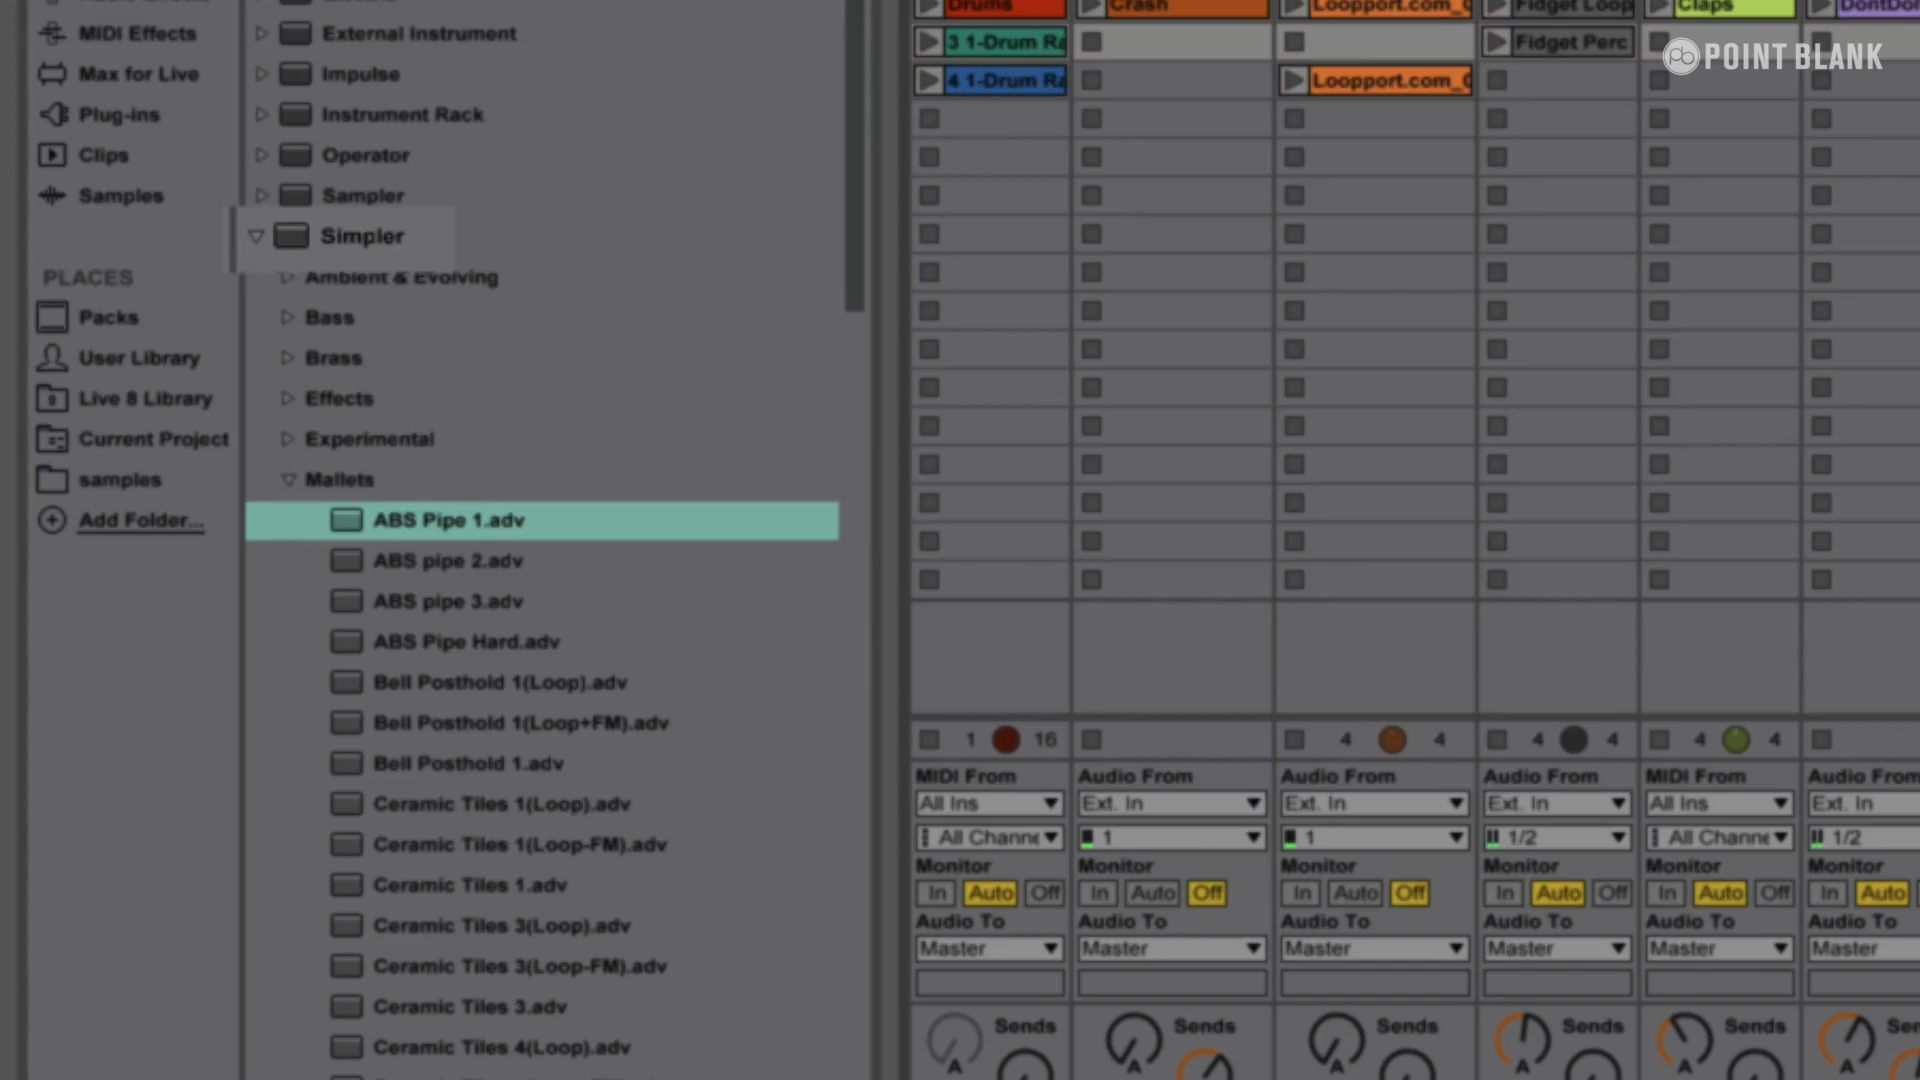 MIDI Effects
Max for Live
Plug-ins
Clips
Samples
PLACES
Packs
User Library
Live 8 Library
Current Project
samples
Add Folder...
External Instrument
Impulse
Instrument Rack
Operator
Sampler
Simpler
Ambient & Evolving
Bass
Brass
Effects
Experimental
Mallets
ABS Pipe 1.adv
ABS pipe 2.adv
ABS pipe 3.adv
ABS Pipe Hard.adv
Bell Posthold 1(Loop).adv
Bell Posthold 1(Loop+FM).adv
Bell Posthold 1.adv
Ceramic Tiles 1(Loop).adv
Ceramic Tiles 1(Loop-FM).adv
Ceramic Tiles 1.adv
Ceramic Tiles 3(Loop).adv
Ceramic Tiles 3(Loop-FM).adv
Ceramic Tiles 3.adv
Ceramic Tiles 4(Loop).adv
Drums Crash Loopport.com_ Fidget Loop Claps
3 1-Drum Ra Fidget Perc
4 1-Drum Ra Loopport.com_
POINT BLANK
1 16 4 4 4 4 4 4
MIDI From Audio From Audio From Audio From MIDI From Audio From
All Ins Ext. In Ext. In Ext. In All Ins Ext. In
All Channe 1 1 1/2 All Channe 1/2
Monitor Monitor Monitor Monitor Monitor Monitor
In Auto Off In Auto Off In Auto Off In Auto Off In Auto Off In Auto
Audio To Audio To Audio To Audio To Audio To Audio To
Master Master Master Master Master Master
Sends Sends Sends Sends Sends Sen
A A A A A A